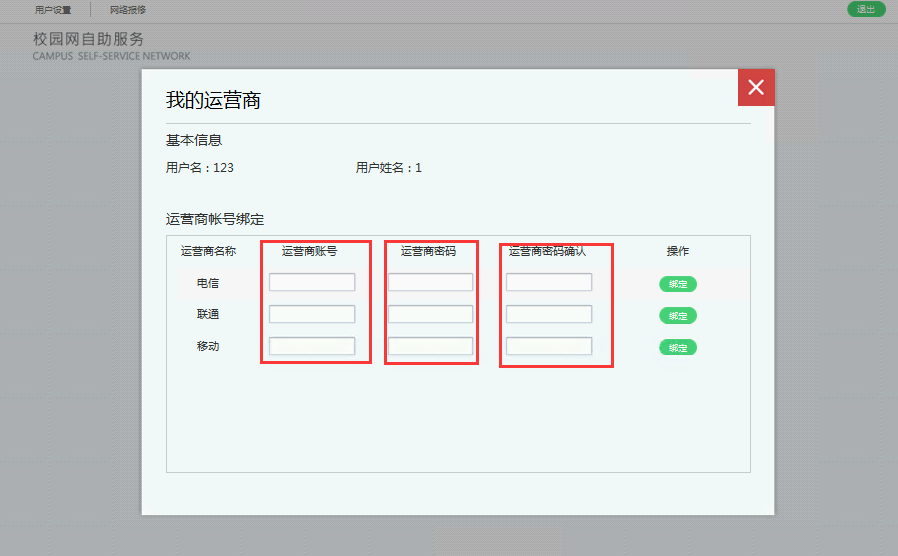 用户设置 网络报修 退出
校园网自助服务
CAMPUS SELF-SERVICE NETWORK
我的运营商
基本信息
用户名：123 用户姓名：1
运营商帐号绑定
运营商名称 运营商账号 运营商密码 运营商密码确认 操作
电信 绑定
联通 绑定
移动 绑定